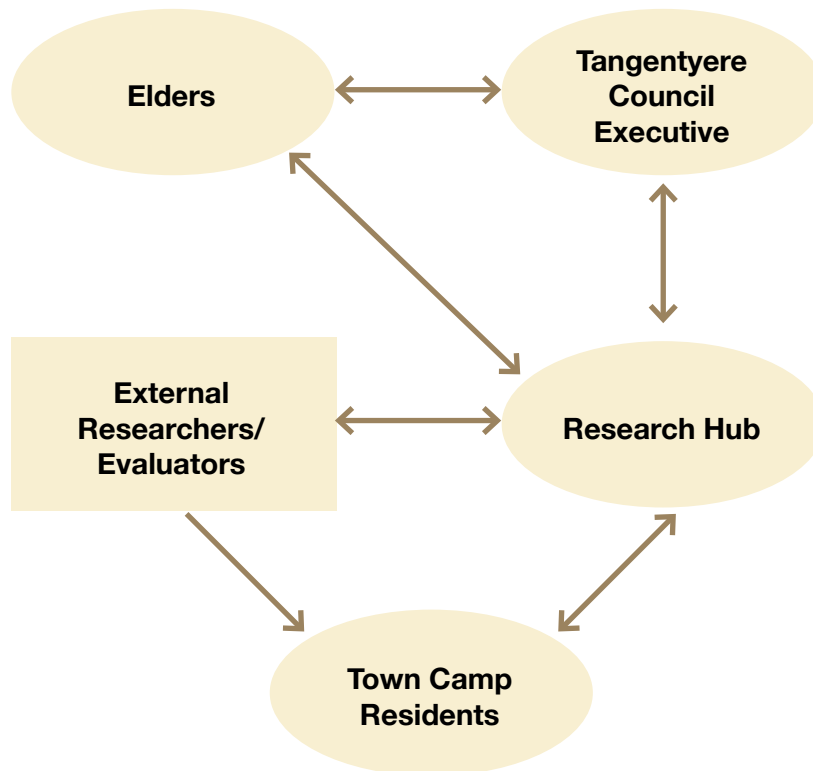 Elders
Tangentyere
Council
Executive
External
Researchers/
Evaluators
Research Hub
Town Camp
Residents